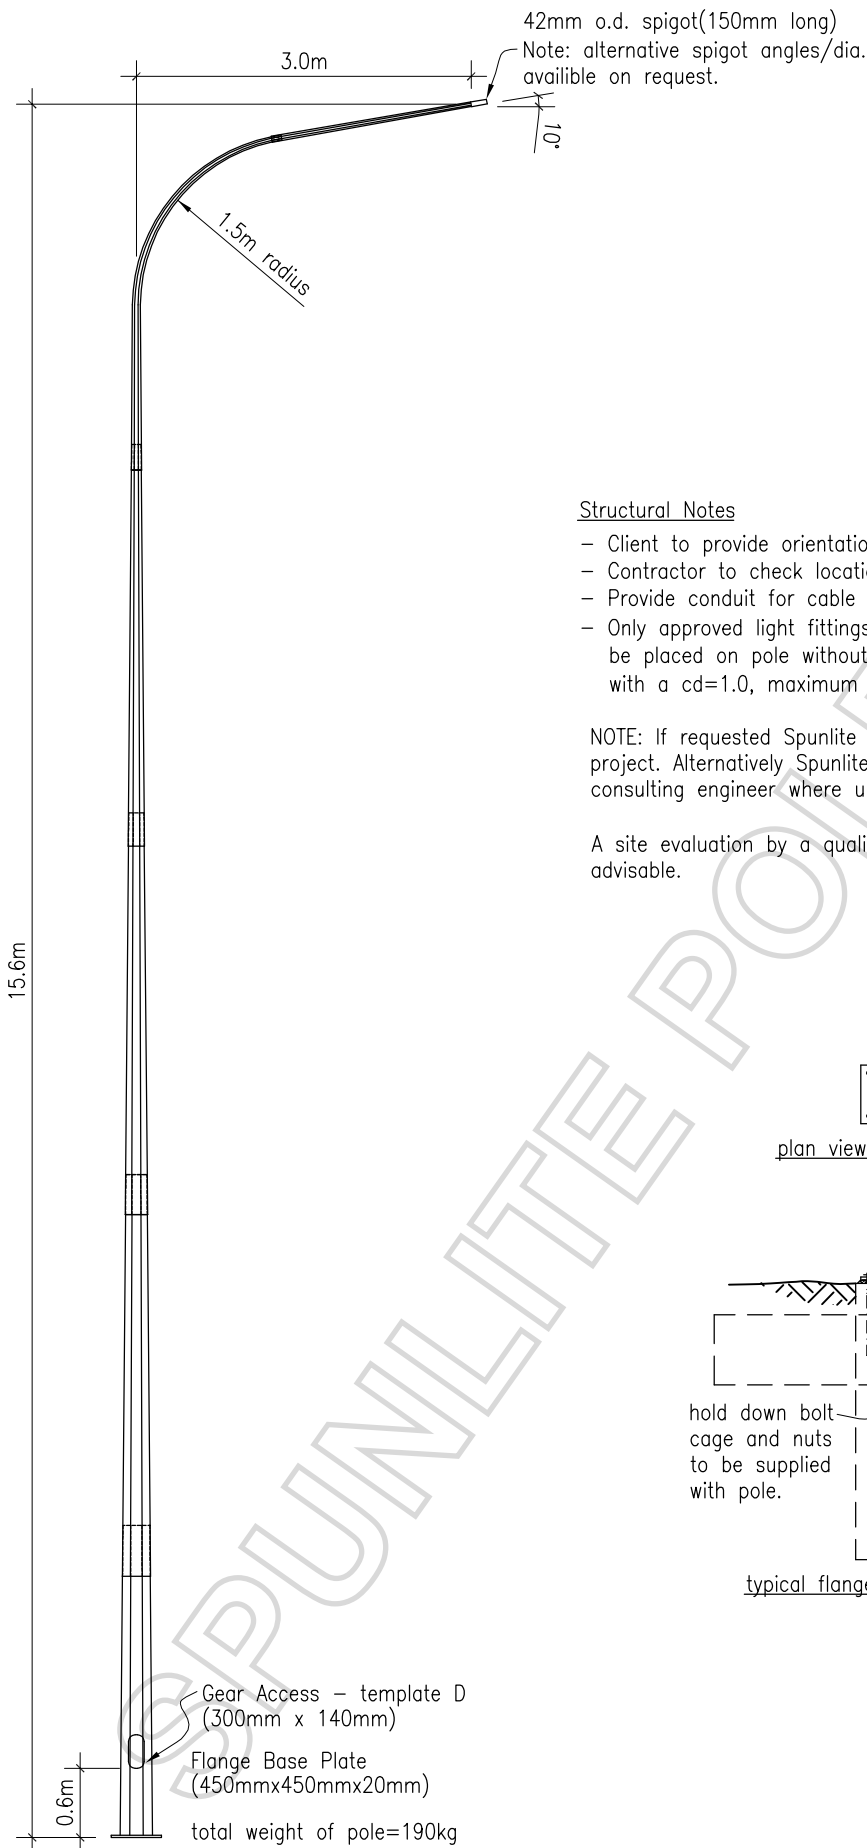 42mm o.d. spigot(150mm long)
Note: alternative spigot angles/dia.
availible on request.
3.0m
10°
1.5m radius
Structural Notes
– Client to provide
– Contractor to check
– Provide conduit for cable
– Only approved light fittings
be placed on pole without
with a cd=1.0, maximum
NOTE: If requested Spunlite
project. Alternatively Spunlite
consulting engineer where
A site evaluation by a
advisable.
15.6m
plan view
hold down bolt
cage and nuts
to be supplied
with pole.
typical flange
Gear Access – template D
(300mm x 140mm)
Flange Base Plate
(450mmx450mmx20mm)
0.6m
total weight of pole=190kg
SPUNLITE